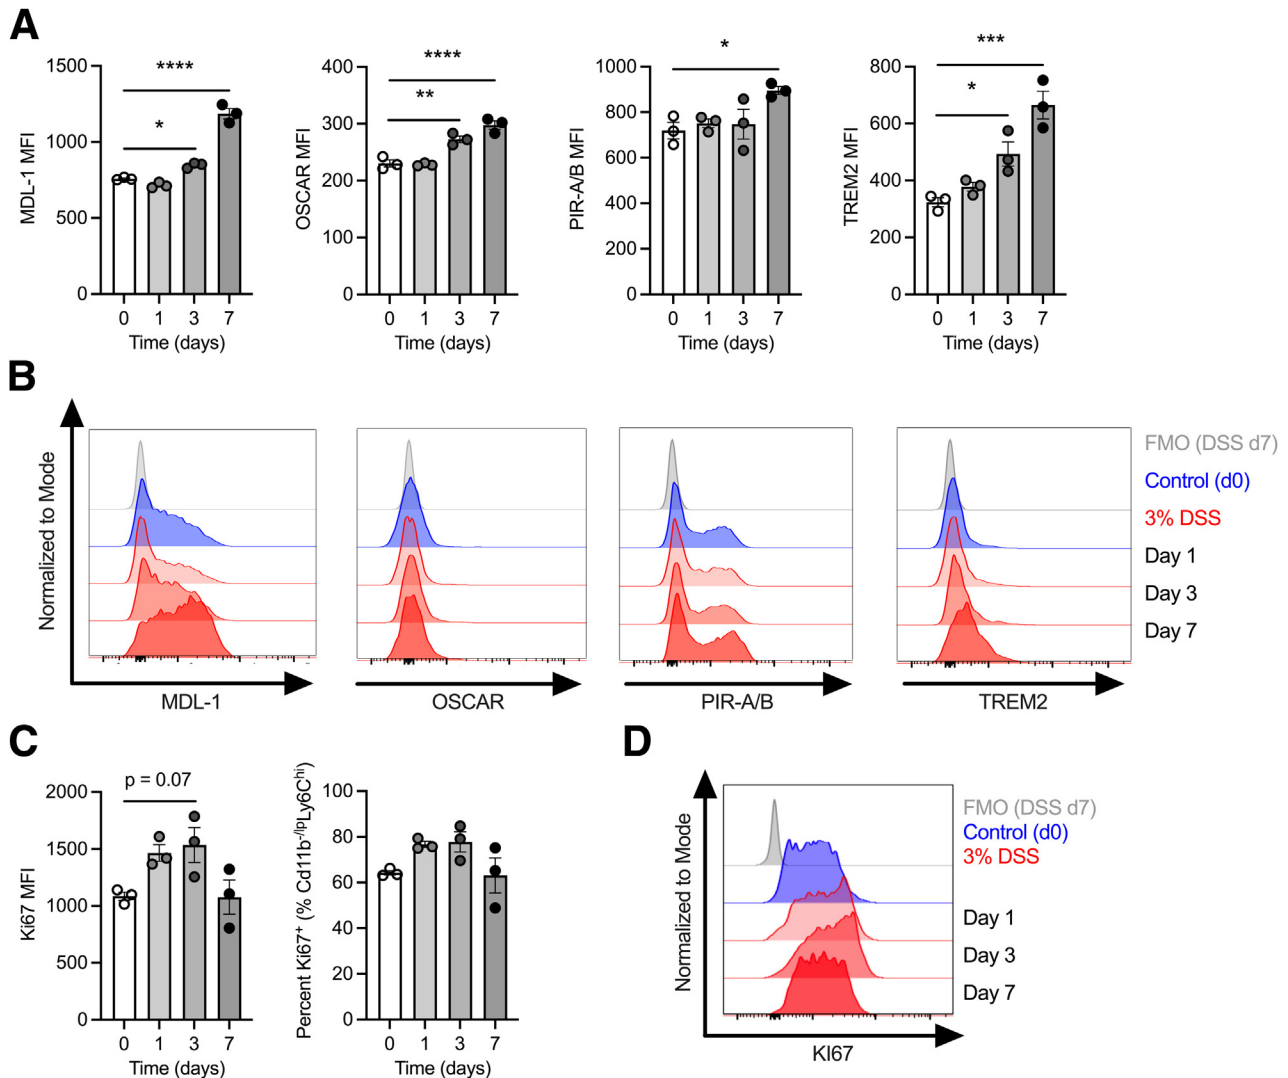 A
****
*
MDL-1 MFI
1500
1000
500
0
0 1 3 7
Time (days)
****
**
OSCAR MFI
400
300
200
100
0
0 1 3 7
Time (days)
*
PIR-A/B MFI
1000
800
600
400
200
0
0 1 3 7
Time (days)
***
*
TREM2 MFI
800
600
400
200
0
0 1 3 7
Time (days)
B
Normalized to Mode
MDL-1
OSCAR
PIR-A/B
TREM2
FMO (DSS d7)
Control (d0)
3% DSS
Day 1
Day 3
Day 7
C
p = 0.07
Ki67 MFI
2000
1500
1000
500
0
0 1 3 7
Time (days)
Percent Ki67⁺ (% Cd11b⁻/ˡᵒLy6Cʰⁱ)
100
80
60
40
20
0
0 1 3 7
Time (days)
D
Normalized to Mode
KI67
FMO (DSS d7)
Control (d0)
3% DSS
Day 1
Day 3
Day 7